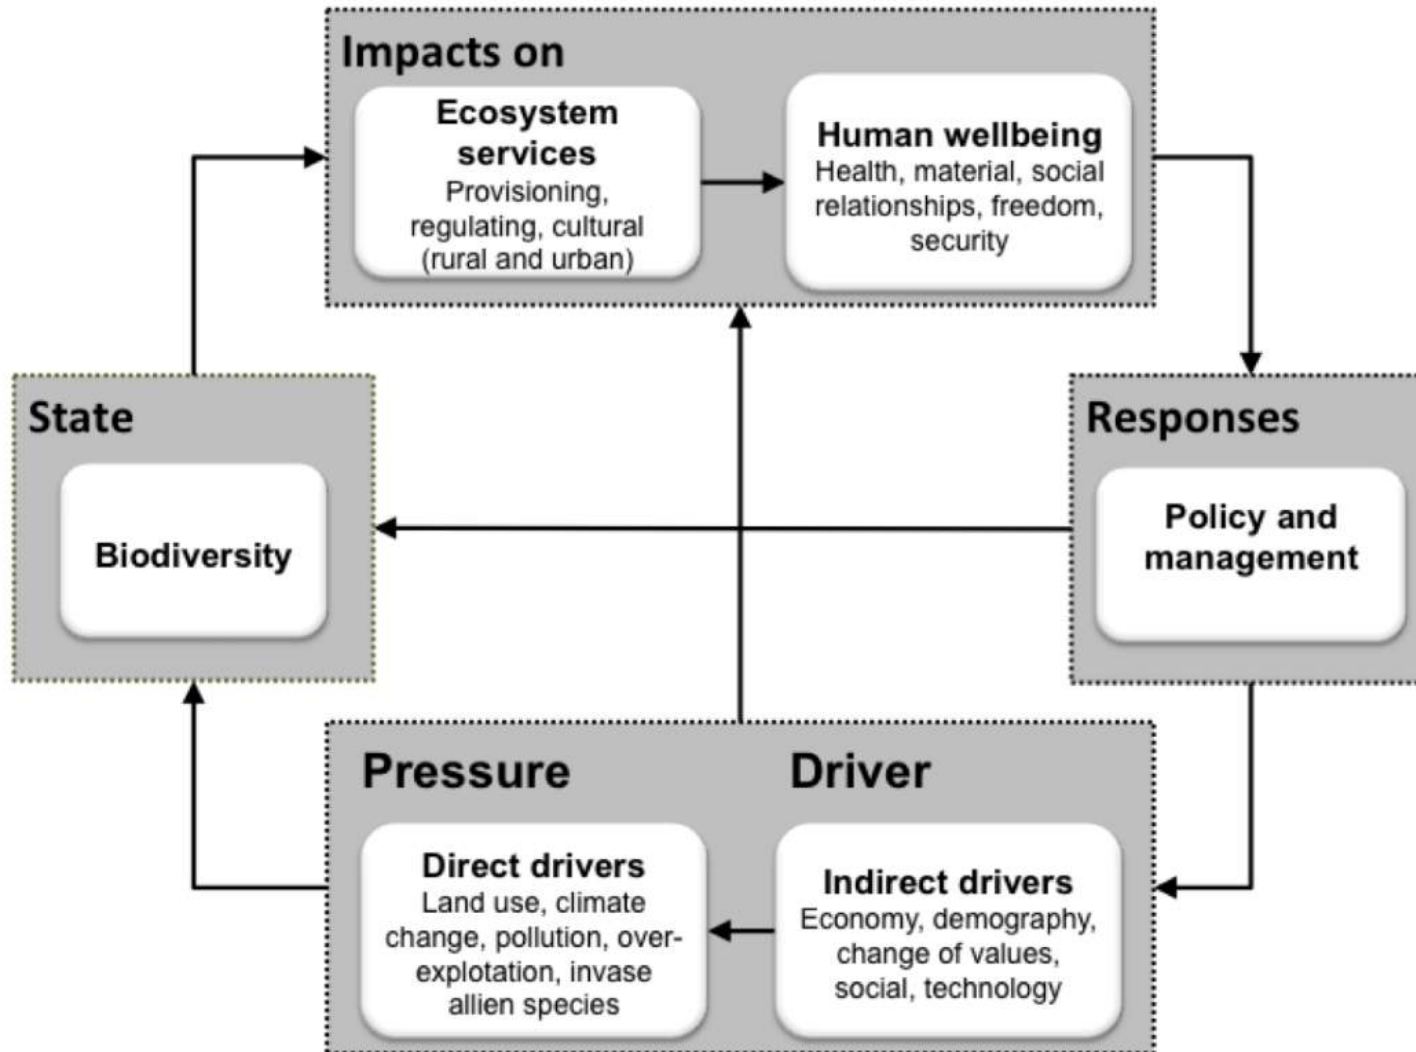 Impacts on
Ecosystem
services
Provisioning,
regulating, cultural
(rural and urban)
Human wellbeing
Health, material, social
relationships, freedom,
security
State
Biodiversity
Responses
Policy and
management
Pressure
Driver
Direct drivers
Land use, climate
change, pollution, over-
explotation, invase
allien species
Indirect drivers
Economy, demography,
change of values,
social, technology